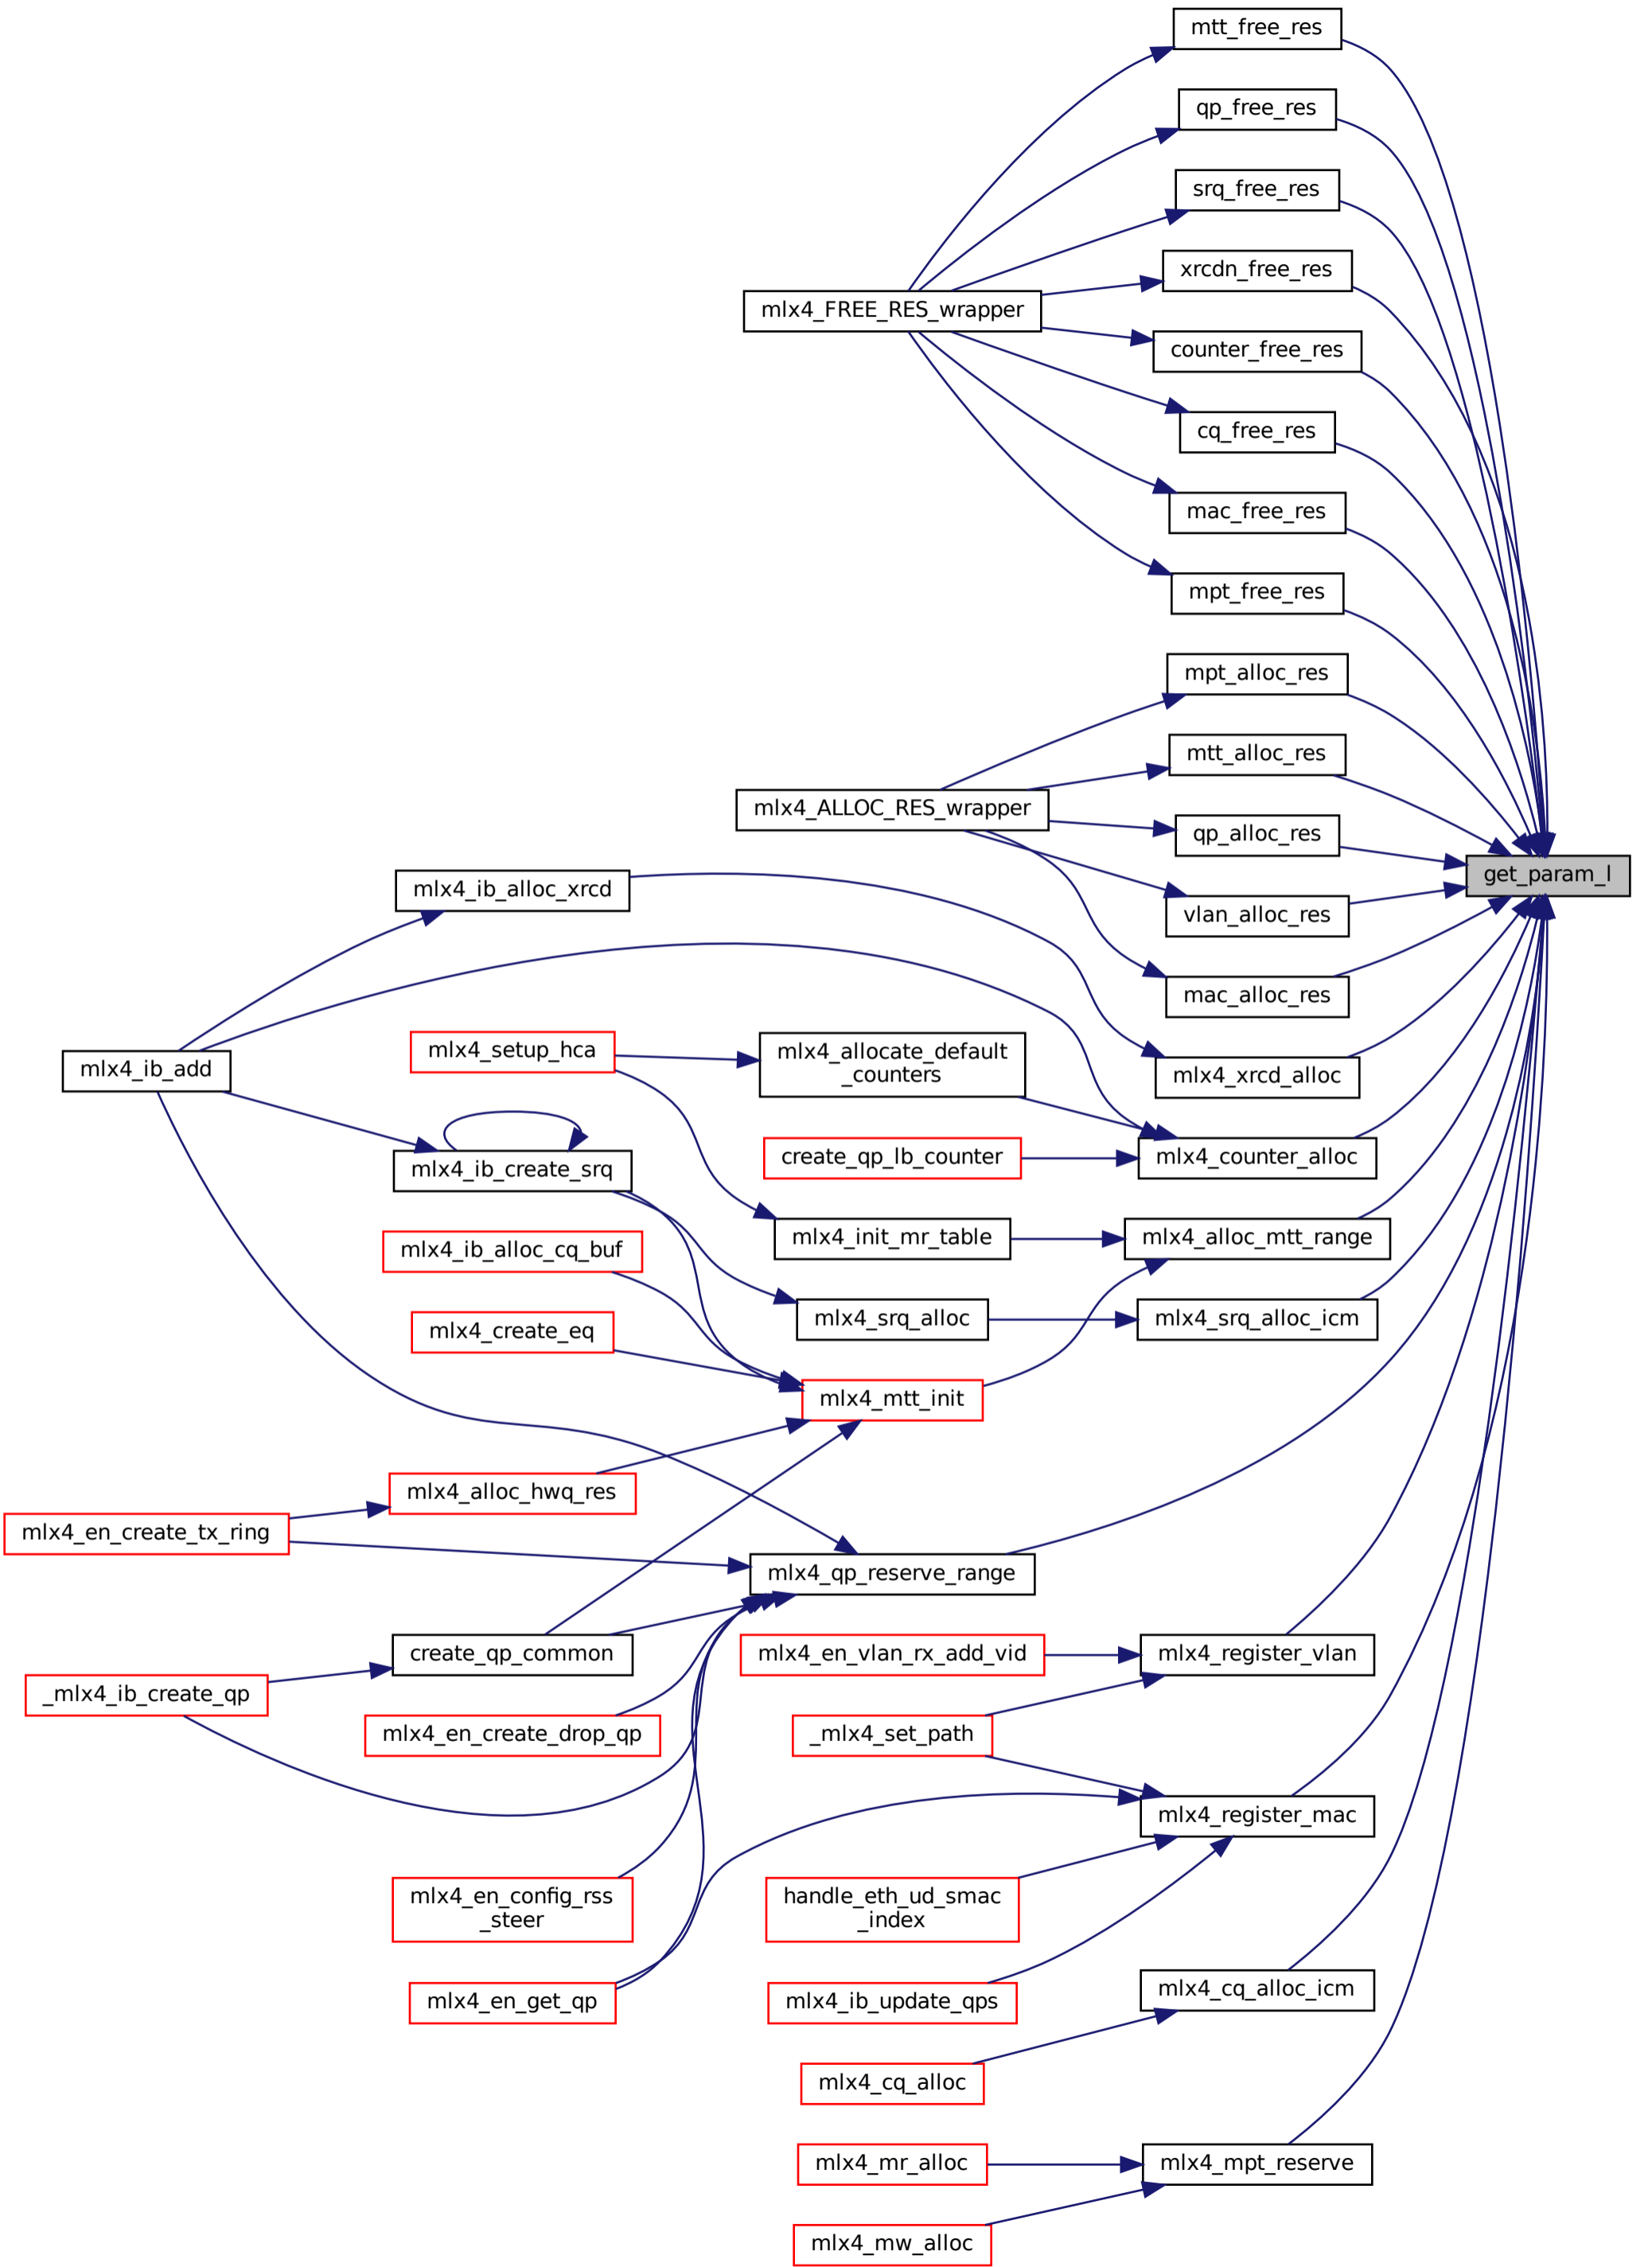 mtt_free_res
qp_free_res
srq_free_res
xrcdn_free_res
mlx4_FREE_RES_wrapper
counter_free_res
cq_free_res
mac_free_res
mpt_free_res
mpt_alloc_res
mtt_alloc_res
mlx4_ALLOC_RES_wrapper
qp_alloc_res
get_param_l
mlx4_ib_alloc_xrcd
vlan_alloc_res
mac_alloc_res
mlx4_setup_hca
mlx4_allocate_default
_counters
mlx4_ib_add
mlx4_xrcd_alloc
create_qp_lb_counter
mlx4_counter_alloc
mlx4_ib_create_srq
mlx4_init_mr_table
mlx4_alloc_mtt_range
mlx4_ib_alloc_cq_buf
mlx4_srq_alloc
mlx4_srq_alloc_icm
mlx4_create_eq
mlx4_mtt_init
mlx4_alloc_hwq_res
mlx4_en_create_tx_ring
mlx4_qp_reserve_range
create_qp_common
mlx4_en_vlan_rx_add_vid
mlx4_register_vlan
_mlx4_ib_create_qp
mlx4_en_create_drop_qp
_mlx4_set_path
mlx4_register_mac
mlx4_en_config_rss
_steer
handle_eth_ud_smac
_index
mlx4_en_get_qp
mlx4_ib_update_qps
mlx4_cq_alloc_icm
mlx4_cq_alloc
mlx4_mr_alloc
mlx4_mpt_reserve
mlx4_mw_alloc